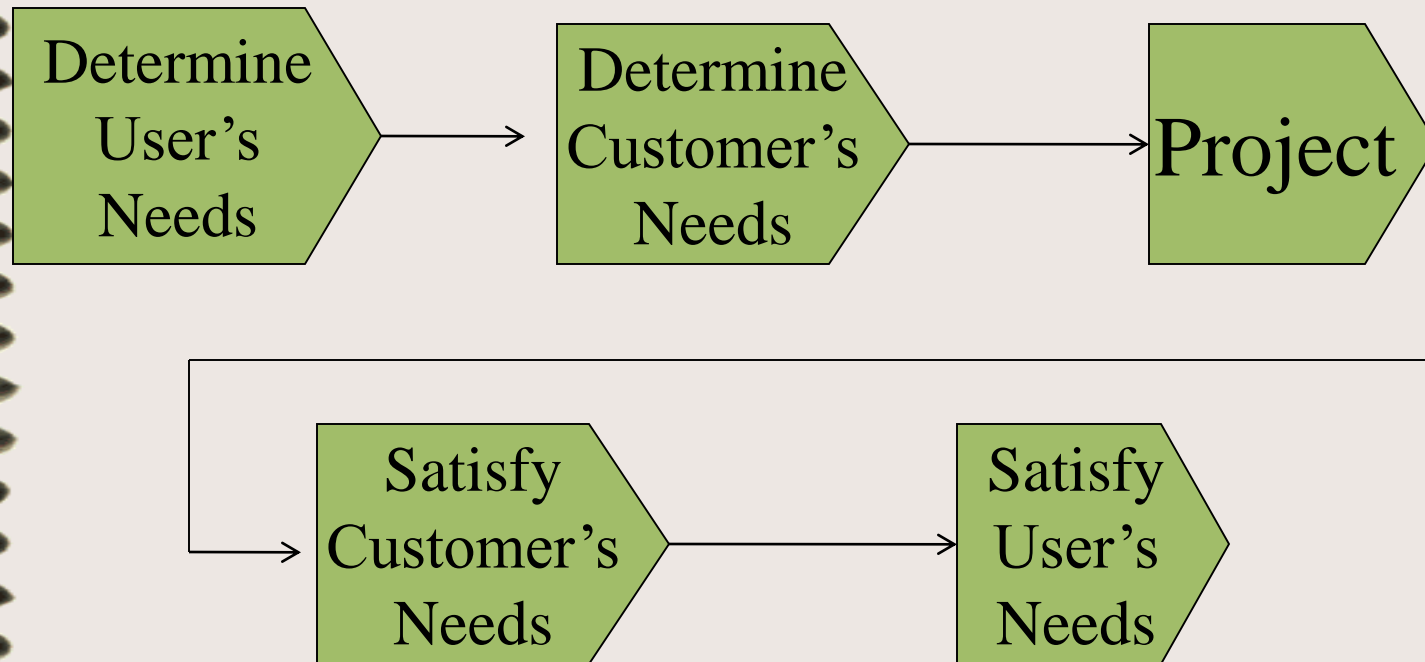 Determine
User’s
Needs
Determine
Customer’s
Needs
Project
Satisfy
Customer’s
Needs
Satisfy
User’s
Needs